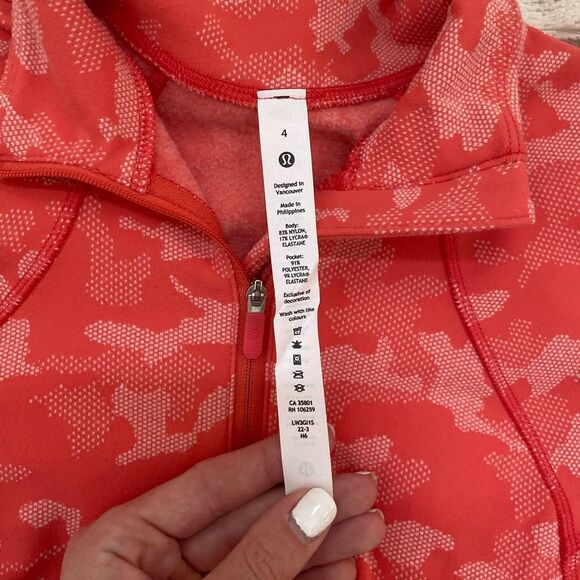 4
Designed in
Vancouver
Made in
Philippines
Body:
83% NYLON,
17% LYCRA®
ELASTANE
Pocket:
91%
POLYESTER,
9% LYCRA®
ELASTANE
Exclusive of
decoration
Wash with like
colours
CA 35801
RN 106259
LW3GI1S
22-3
N6